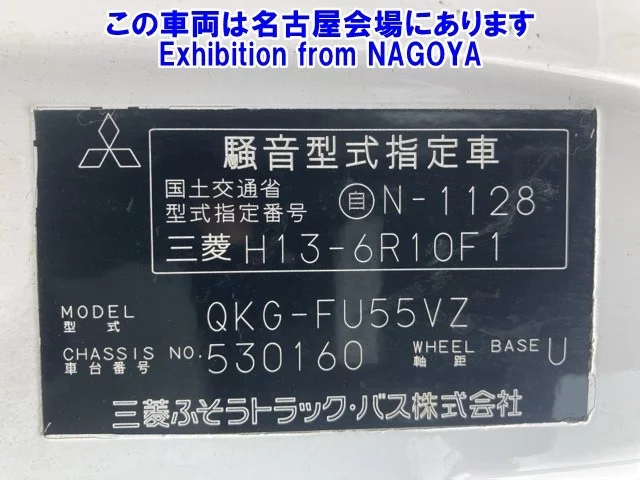 この車両は名古屋会場にあります
Exhibition from NAGOYA
騒音型式指定車
国土交通省
型式指定番号 自 N-1128
三菱 H13-6R10F1
MODEL
型式 QKG-FU55VZ
CHASSIS NO.
車台番号 530160
WHEEL BASE
軸距 U
三菱ふそうトラック・バス株式会社